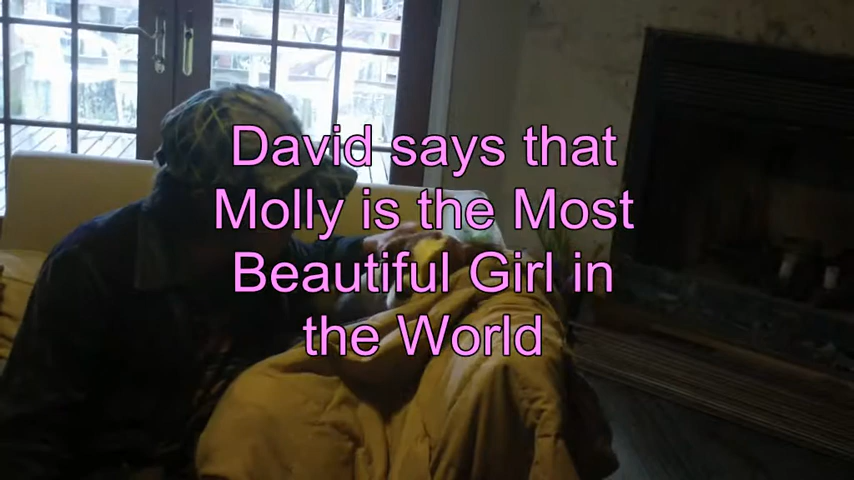 David says that
Molly is the Most
Beautiful Girl in
the World